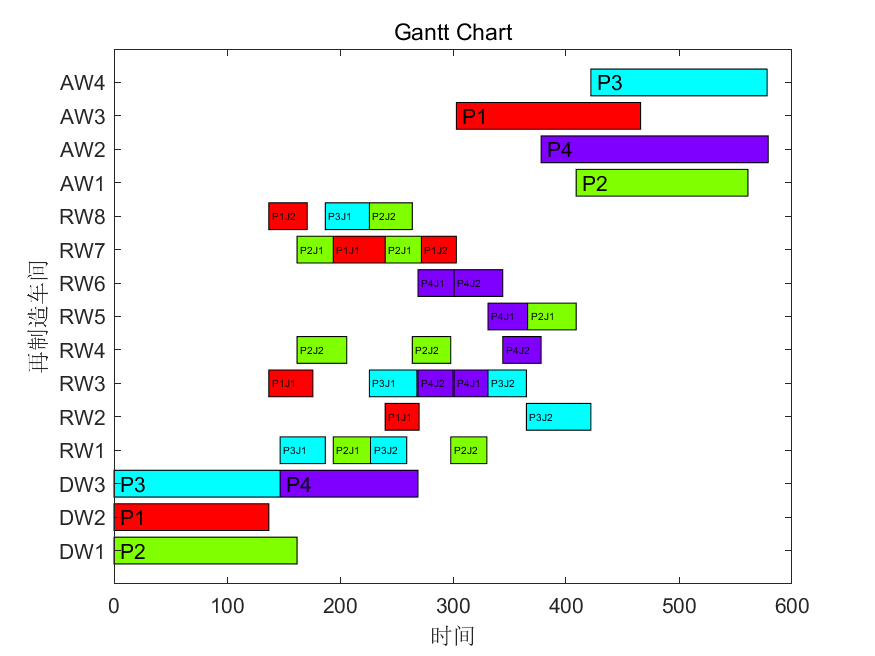 Gantt Chart
AW4 P3
AW3 P1
AW2 P4
AW1 P2
RW8 P1J2 P3J1 P2J2
RW7 P2J1 P1J1 P2J1 P1J2
RW6 P4J1 P4J2
RW5 P4J1 P2J1
RW4 P2J2 P2J2 P4J2
RW3 P1J1 P3J1 P4J2 P4J1 P3J2
RW2 P1J1 P3J2
RW1 P3J1 P2J1 P3J2 P2J2
DW3 P3 P4
DW2 P1
DW1 P2
0 100 200 300 400 500 600
时间
再制造车间